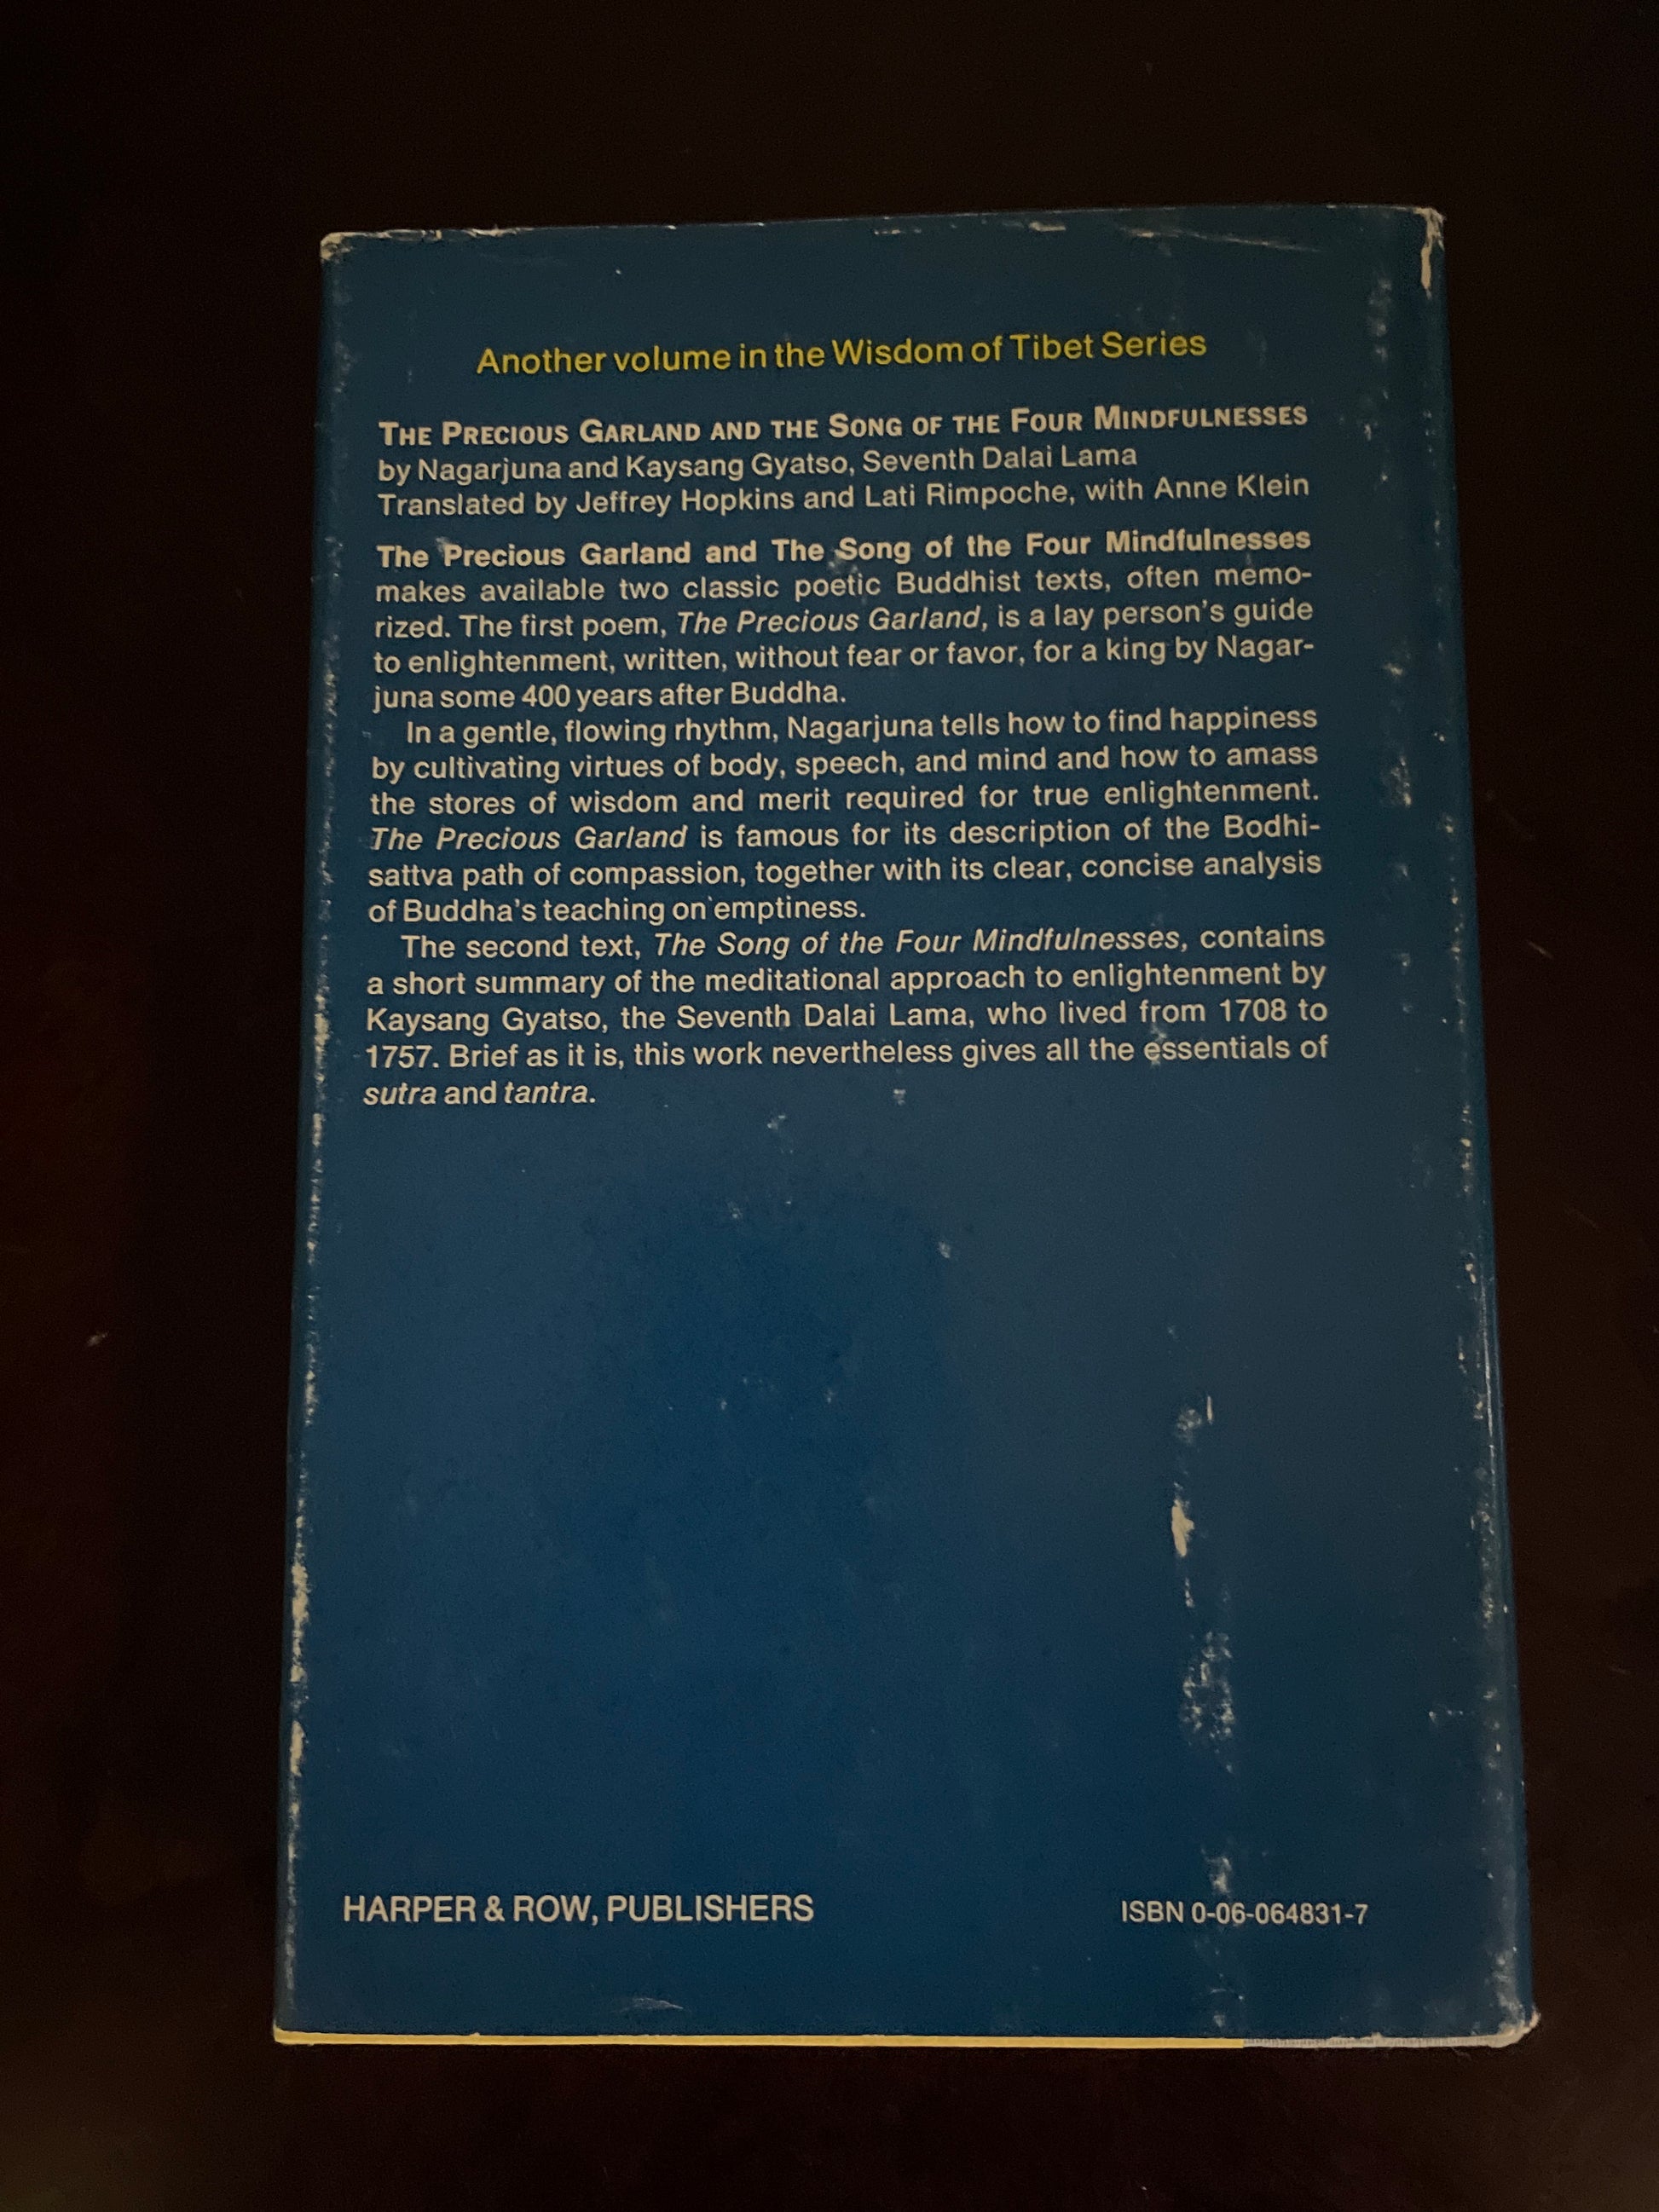 Another volume in the Wisdom of Tibet Series
THE PRECIOUS GARLAND AND THE SONG OF THE FOUR MINDFULNESSES
by Nagarjuna and Kaysang Gyatso, Seventh Dalai Lama
Translated by Jeffrey Hopkins and Lati Rimpoche, with Anne Klein
The Precious Garland and The Song of the Four Mindfulnesses
makes available two classic poetic Buddhist texts, often memo-
rized. The first poem, The Precious Garland, is a lay person's guide
to enlightenment, written, without fear or favor, for a king by Nagar-
juna some 400 years after Buddha.
In a gentle, flowing rhythm, Nagarjuna tells how to find happiness
by cultivating virtues of body, speech, and mind and how to amass
the stores of wisdom and merit required for true enlightenment.
The Precious Garland is famous for its description of the Bodhi-
sattva path of compassion, together with its clear, concise analysis
of Buddha's teaching on emptiness.
The second text, The Song of the Four Mindfulnesses, contains
a short summary of the meditational approach to enlightenment by
Kaysang Gyatso, the Seventh Dalai Lama, who lived from 1708 to
1757. Brief as it is, this work nevertheless gives all the essentials of
sutra and tantra.
HARPER & ROW, PUBLISHERS
ISBN 0-06-064831-7